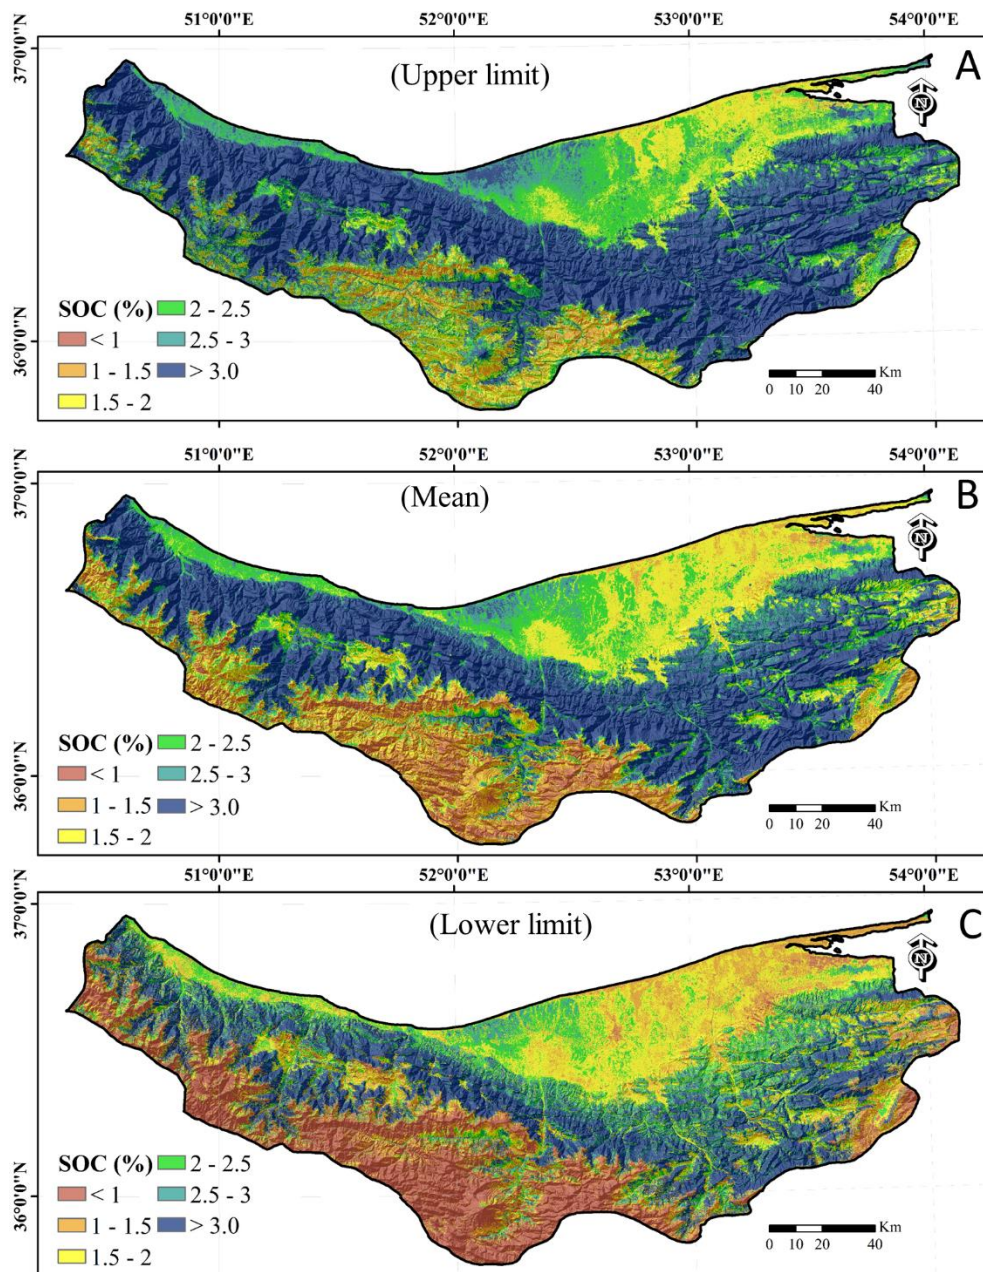 51°0'0"E 52°0'0"E 53°0'0"E 54°0'0"E
37°0'0"N
36°0'0"N
(Upper limit)
A
N
SOC (%)
< 1
1 - 1.5
1.5 - 2
2 - 2.5
2.5 - 3
> 3.0
Km
0 10 20 40
51°0'0"E 52°0'0"E 53°0'0"E 54°0'0"E
37°0'0"N
36°0'0"N
(Mean)
B
N
SOC (%)
< 1
1 - 1.5
1.5 - 2
2 - 2.5
2.5 - 3
> 3.0
Km
0 10 20 40
51°0'0"E 52°0'0"E 53°0'0"E 54°0'0"E
37°0'0"N
36°0'0"N
(Lower limit)
C
N
SOC (%)
< 1
1 - 1.5
1.5 - 2
2 - 2.5
2.5 - 3
> 3.0
Km
0 10 20 40